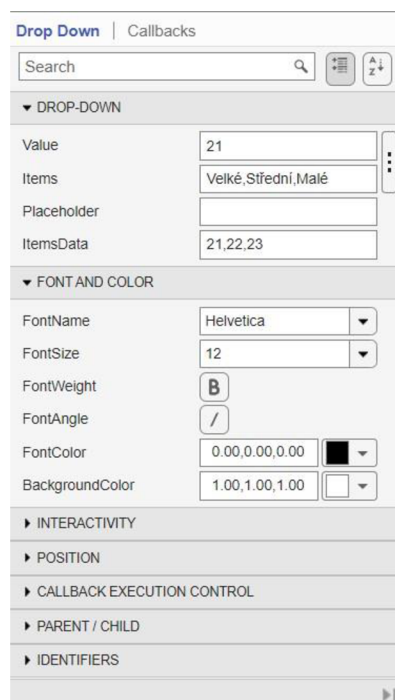 Drop Down | Callbacks
Search
▼ DROP-DOWN
Value 21
Items Velké,Střední,Malé
Placeholder
ItemsData 21,22,23
▼ FONT AND COLOR
FontName Helvetica
FontSize 12
FontWeight B
FontAngle /
FontColor 0.00,0.00,0.00
BackgroundColor 1.00,1.00,1.00
▶ INTERACTIVITY
▶ POSITION
▶ CALLBACK EXECUTION CONTROL
▶ PARENT / CHILD
▶ IDENTIFIERS